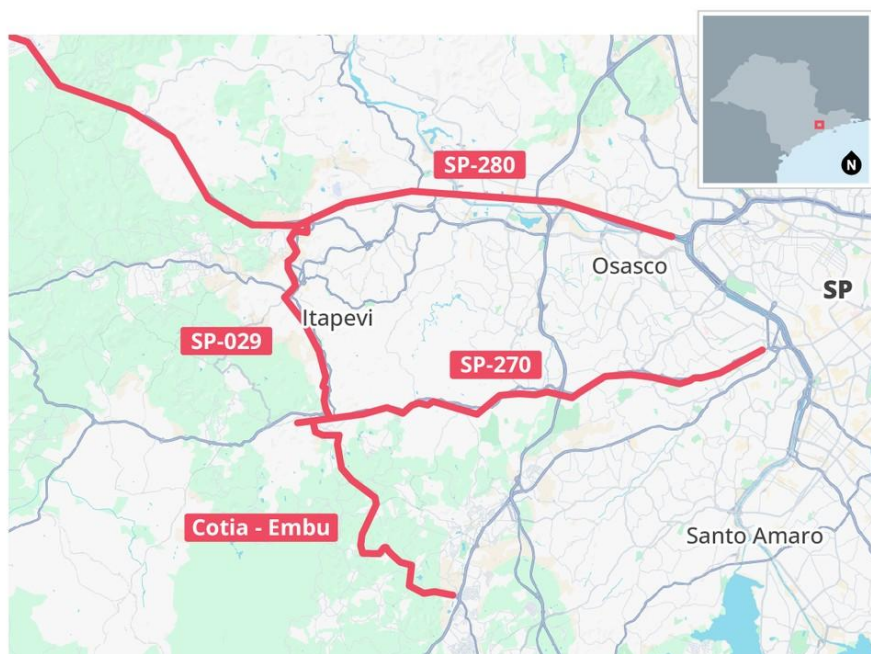 N
SP-280
Osasco
SP
Itapevi
SP-029
SP-270
Cotia - Embu
Santo Amaro